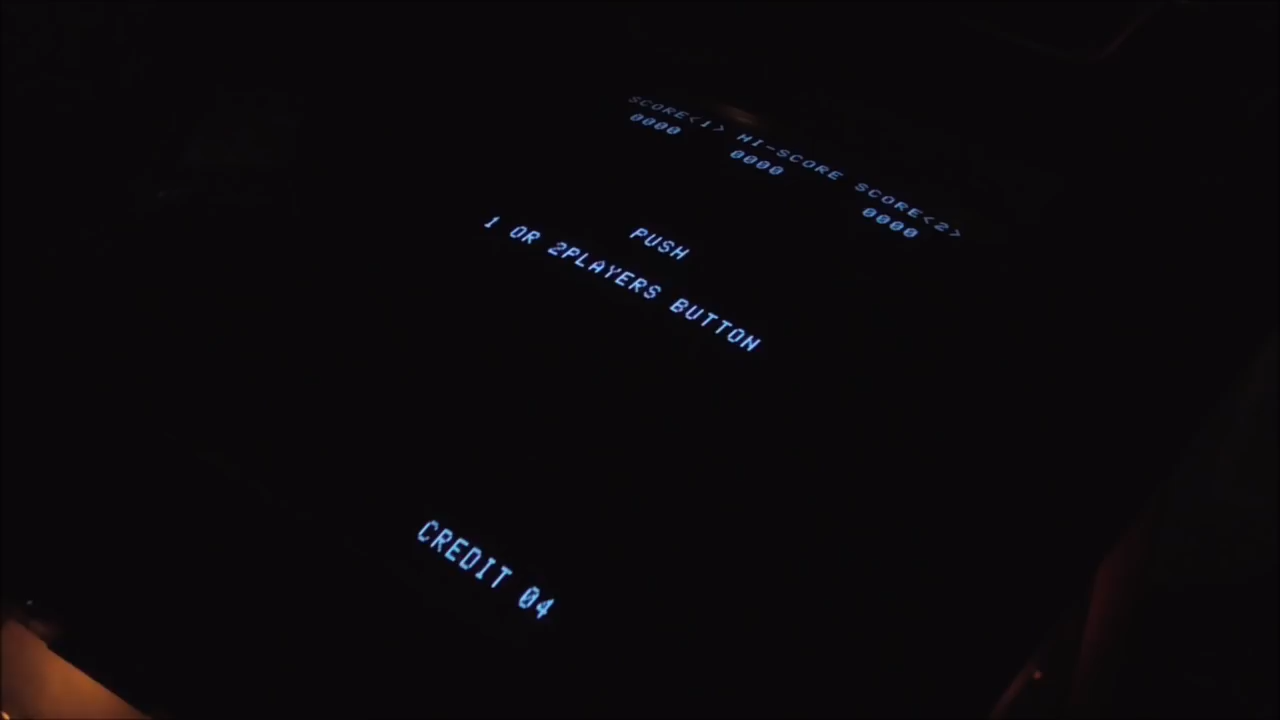 SCORE<1> HI-SCORE SCORE<2>
0000 0000 0000
PUSH
1 OR 2PLAYERS BUTTON
CREDIT 04